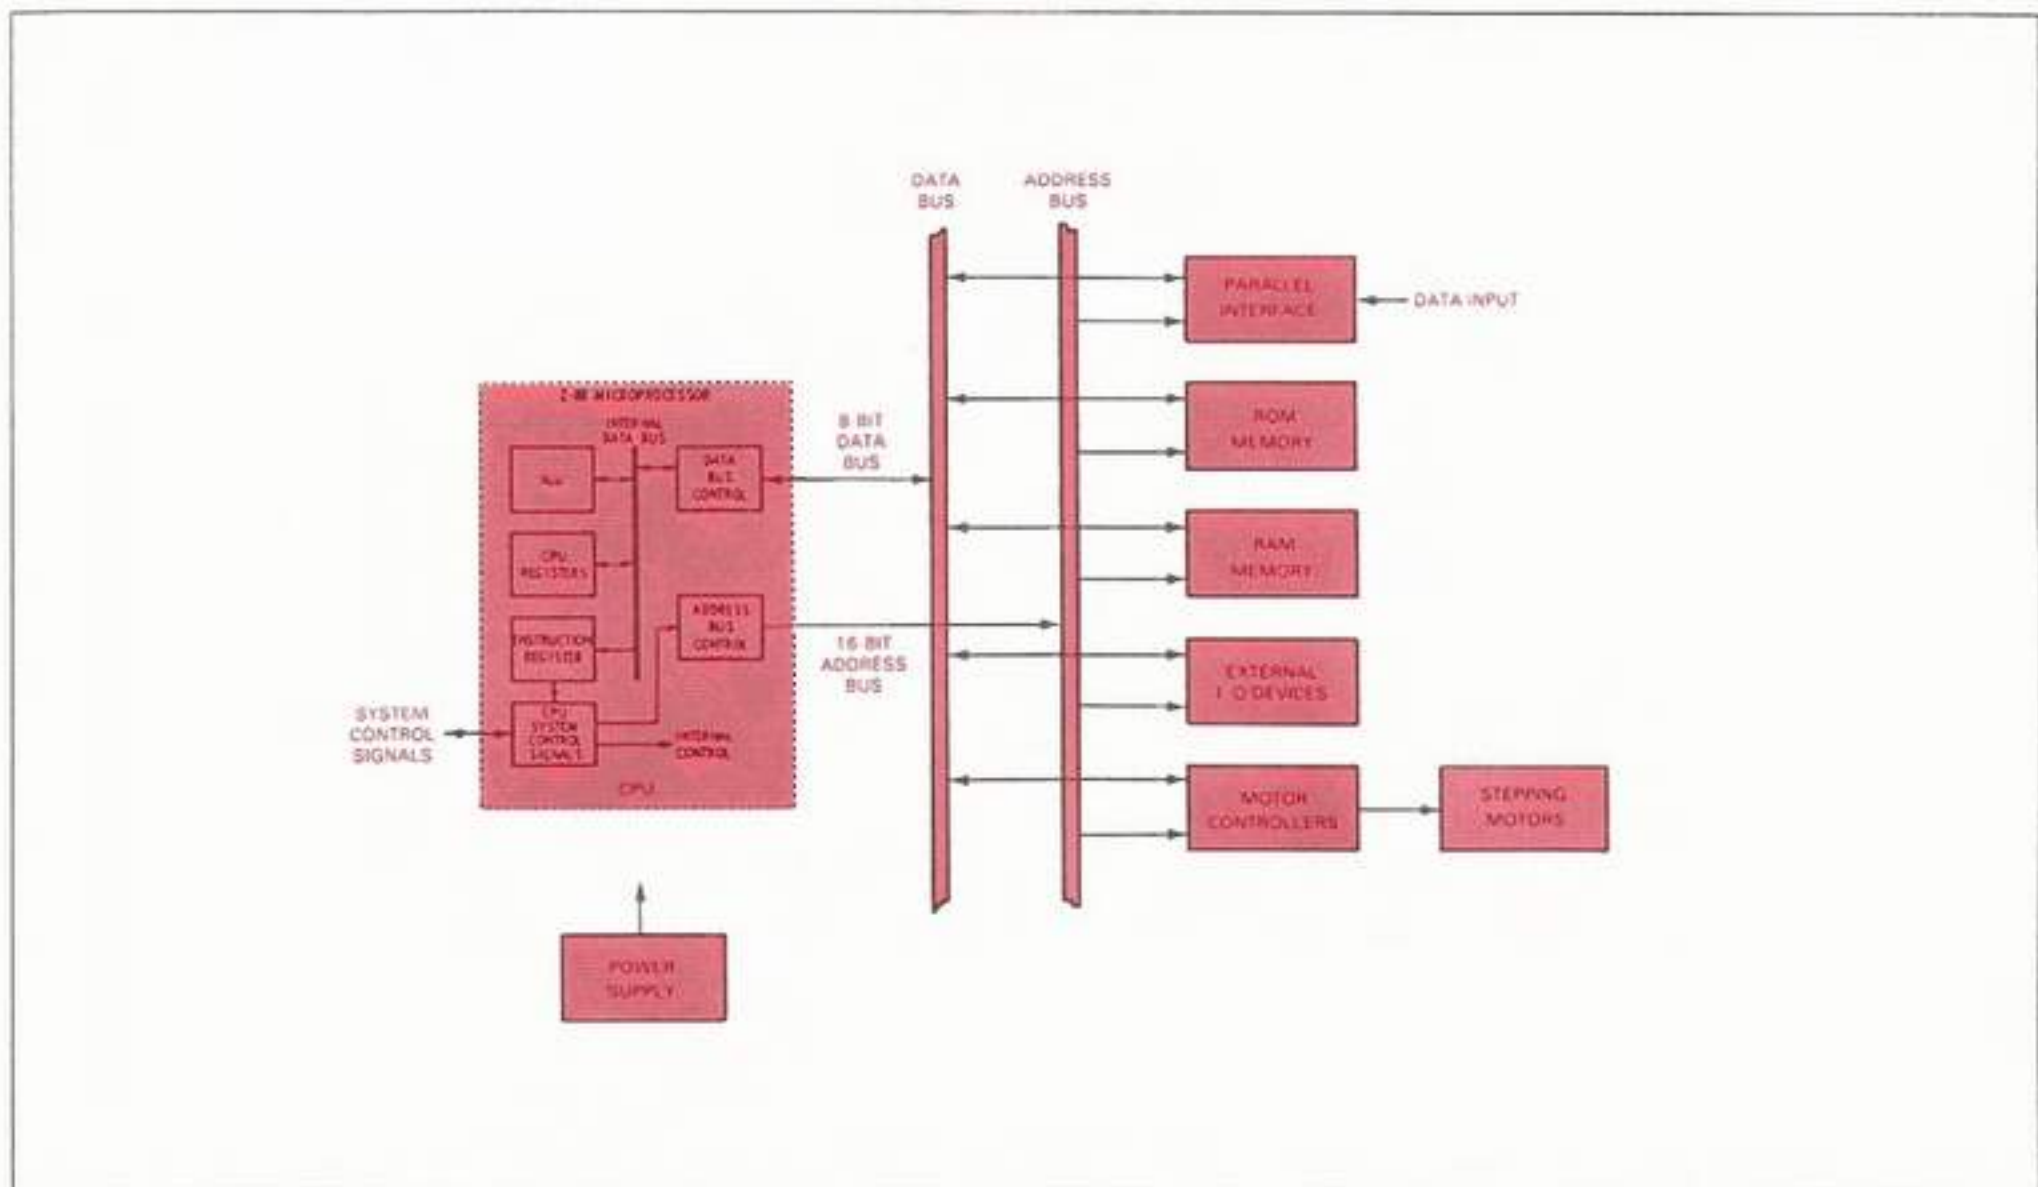 DATA
BUS
ADDRESS
BUS
PARALLEL
INTERFACE
DATA INPUT
Z-80 MICROPROCESSOR
INTERNAL
DATA BUS
8 BIT
DATA
BUS
ROM
MEMORY
DATA
BUS
CONTROL
CPU
REGISTERS
RAM
MEMORY
ADDRESS
BUS
CONTROL
INSTRUCTION
REGISTER
16 BIT
ADDRESS
BUS
EXTERNAL
I O DEVICES
SYSTEM
CONTROL
SIGNALS
CPU
SYSTEM
CONTROL
SIGNALS
INTERNAL
CONTROL
CPU
MOTOR
CONTROLLERS
STEPPING
MOTORS
POWER
SUPPLY